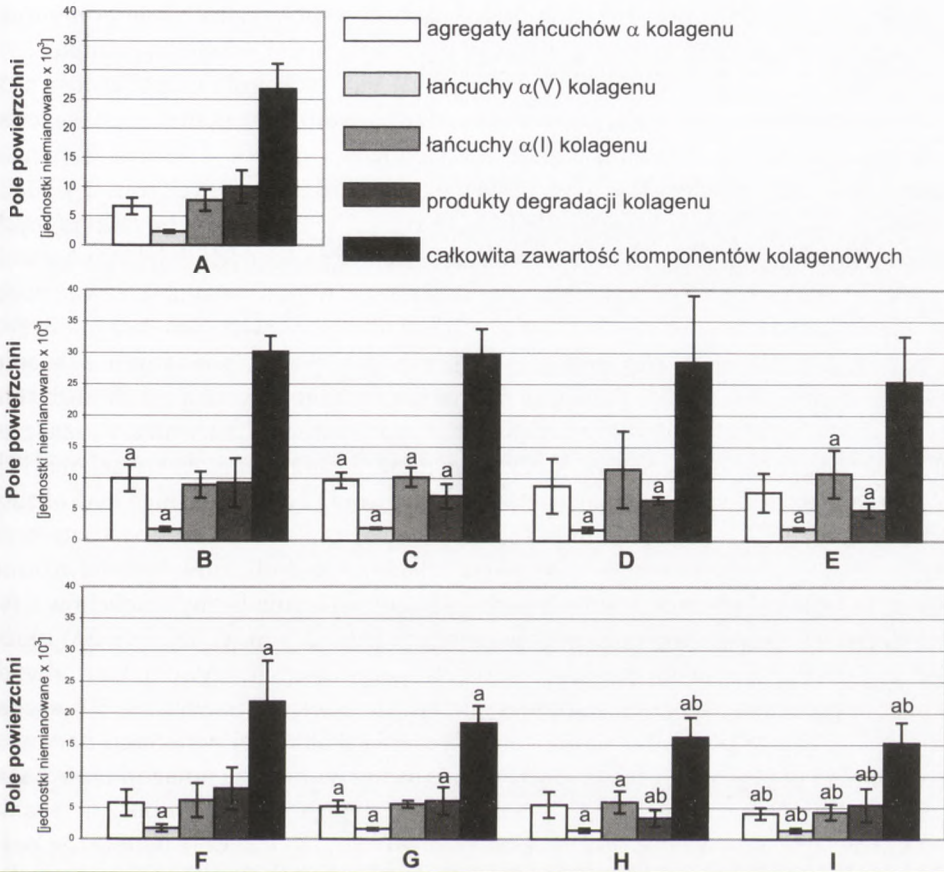 40
35
30
25
20
15
10
5
0
Pole powierzchni
[jednostki niemianowane x 10³]
A
agregaty łańcuchów α kolagenu
łańcuchy α(V) kolagenu
łańcuchy α(I) kolagenu
produkty degradacji kolagenu
całkowita zawartość komponentów kolagenowych
40
35
30
25
20
15
10
5
0
Pole powierzchni
[jednostki niemianowane x 10³]
a a a a a a a a a a a
B C D E
40
35
30
25
20
15
10
5
0
Pole powierzchni
[jednostki niemianowane x 10³]
a a a a a a a a ab ab ab ab ab ab ab
F G H I